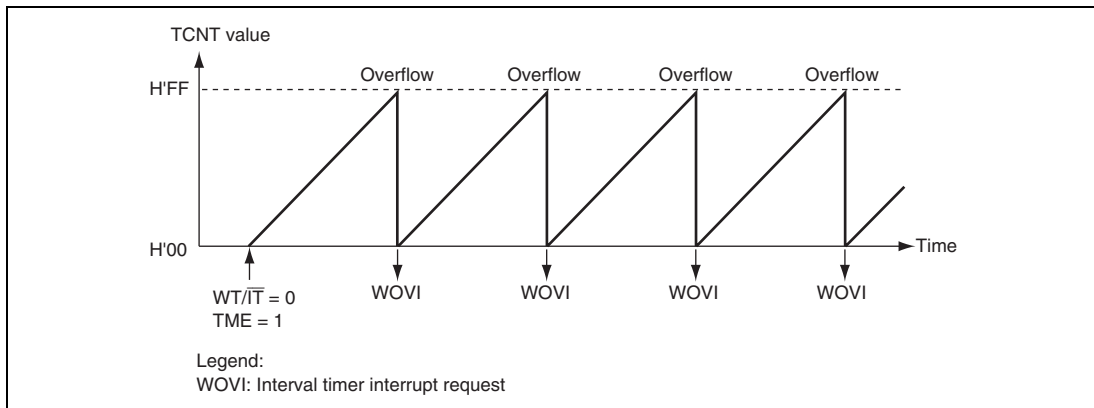 TCNT value
Overflow Overflow Overflow Overflow
H'FF
H'00
Time
WT/I̅T̅ = 0
TME = 1
WOVI WOVI WOVI WOVI
Legend:
WOVI: Interval timer interrupt request